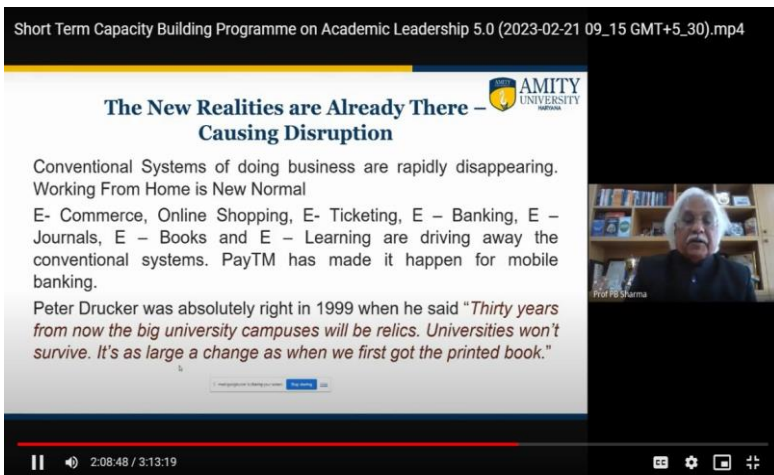 Short Term Capacity Building Programme on Academic Leadership 5.0 (2023-02-21 09_15 GMT+5_30).mp4
AMITY
UNIVERSITY
HARYANA
The New Realities are Already There –
Causing Disruption
Conventional Systems of doing business are rapidly disappearing.
Working From Home is New Normal
E- Commerce, Online Shopping, E- Ticketing, E – Banking, E –
Journals, E – Books and E – Learning are driving away the
conventional systems. PayTM has made it happen for mobile
banking.
Peter Drucker was absolutely right in 1999 when he said “Thirty years
from now the big university campuses will be relics. Universities won’t
survive. It’s as large a change as when we first got the printed book.”
Prof PB Sharma
Stop sharing
2:08:48 / 3:13:19
CC